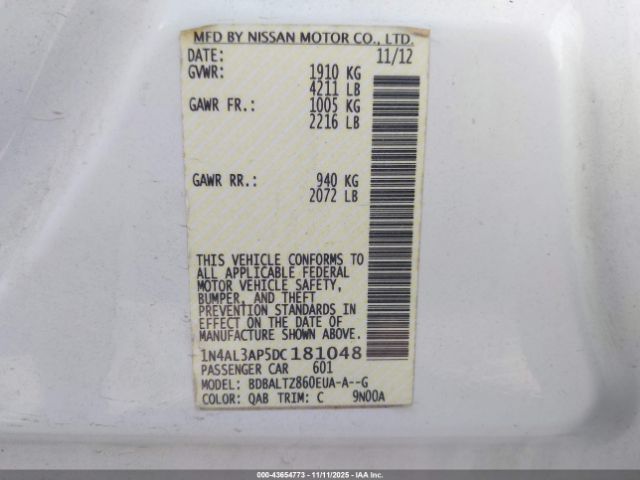 MFD BY NISSAN MOTOR CO., LTD.
DATE: 11/12
GVWR: 1910 KG
4211 LB
GAWR FR.: 1005 KG
2216 LB
GAWR RR.: 940 KG
2072 LB
THIS VEHICLE CONFORMS TO
ALL APPLICABLE FEDERAL
MOTOR VEHICLE SAFETY,
BUMPER, AND THEFT
PREVENTION STANDARDS IN
EFFECT ON THE DATE OF
MANUFACTURE SHOWN ABOVE.
1N4AL3AP5DC181048
PASSENGER CAR 601
MODEL: BDBALTZ860EUA-A--G
COLOR: QAB TRIM: C 9N00A
000-43654773 - 11/11/2025 - IAA Inc. Copyright